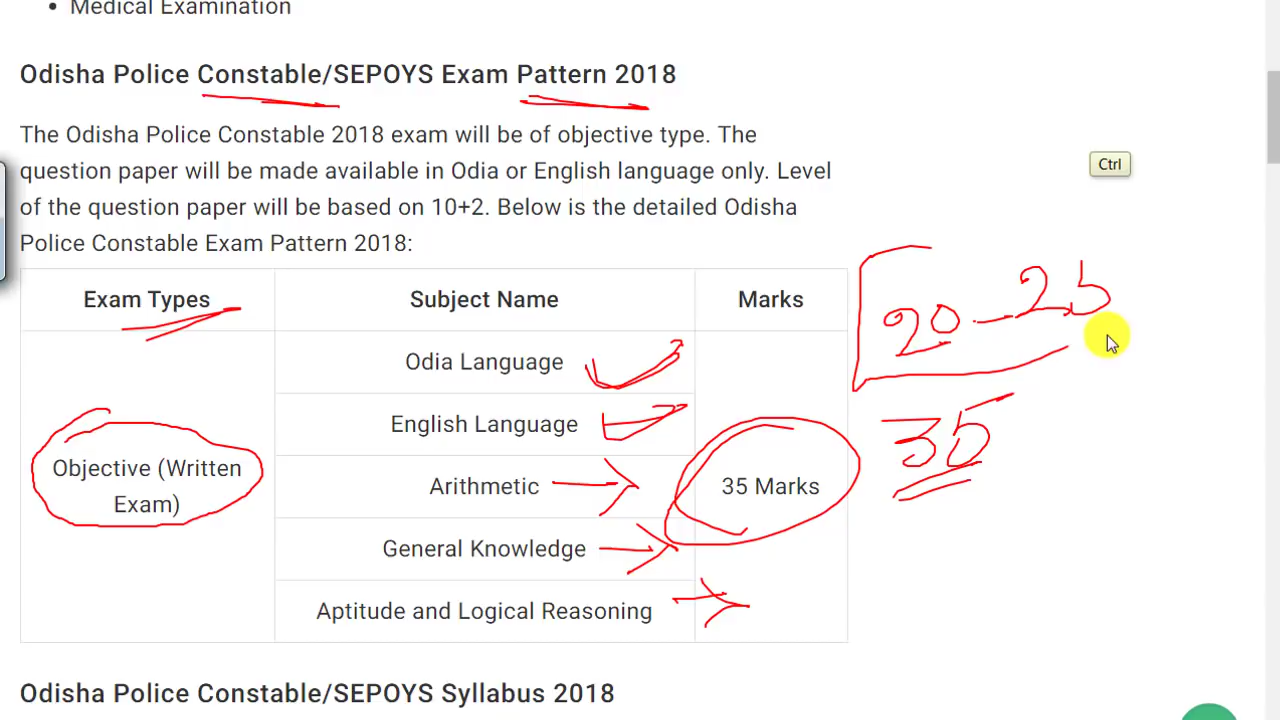 Medical Examination
Odisha Police Constable/SEPOYS Exam Pattern 2018
The Odisha Police Constable 2018 exam will be of objective type. The
question paper will be made available in Odia or English language only. Level
of the question paper will be based on 10+2. Below is the detailed Odisha
Police Constable Exam Pattern 2018:
Ctrl
Exam Types Subject Name Marks
20 - 25
Odia Language
English Language
35
Objective (Written
Exam)
Arithmetic
35 Marks
General Knowledge
Aptitude and Logical Reasoning
Odisha Police Constable/SEPOYS Syllabus 2018